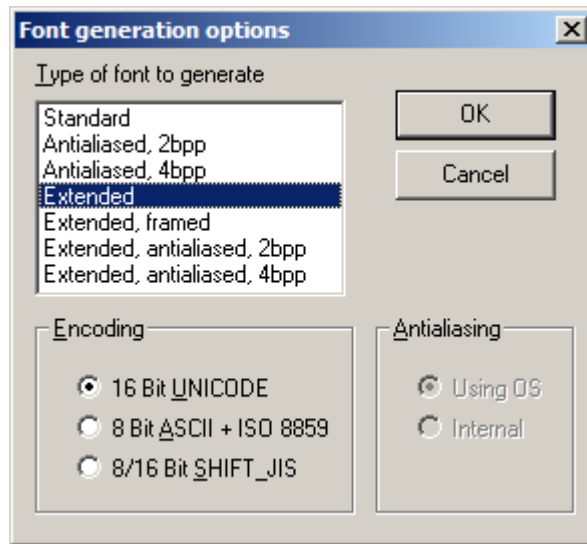 Font generation options
Type of font to generate
Standard
Antialiased, 2bpp
Antialiased, 4bpp
Extended
Extended, framed
Extended, antialiased, 2bpp
Extended, antialiased, 4bpp
OK
Cancel
Encoding
16 Bit UNICODE
8 Bit ASCII + ISO 8859
8/16 Bit SHIFT_JIS
Antialiasing
Using OS
Internal